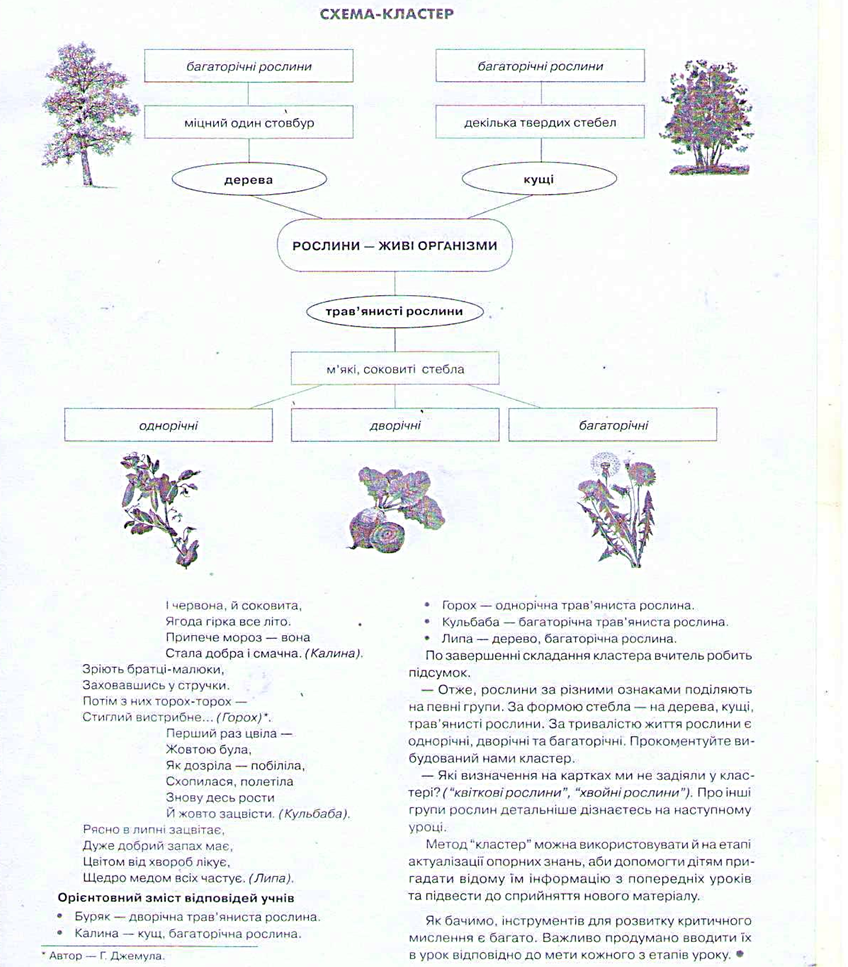 СХЕМА-КЛАСТЕР
багаторічні рослини
багаторічні рослини
міцний один стовбур
декілька твердих стебел
дерева
кущі
РОСЛИНИ — ЖИВІ ОРГАНІЗМИ
трав’янисті рослини
м’які, соковиті стебла
однорічні
дворічні
багаторічні
І червона, й соковита,
Ягода гірка все літо.
Припече мороз — вона
Стала добра і смачна. (Калина).
Зріють братці-малюки,
Заховавшись у стручки.
Потім з них торох-торох —
Стиглий вистрибне... (Горох)*.
Перший раз цвіла —
Жовтою була,
Як дозріла — побіліла,
Схопилася, полетіла
Знову десь рости
Й жовто зацвісти. (Кульбаба).
Рясно в липні зацвітає,
Дуже добрий запах має,
Цвітом від хвороб лікує,
Щедро медом всіх частує. (Липа).
Орієнтовний зміст відповідей учнів
• Буряк — дворічна трав’яниста рослина.
• Калина — кущ, багаторічна рослина.
* Автор — Г. Джемула.
• Горох — однорічна трав’яниста рослина.
• Кульбаба — багаторічна трав’яниста рослина.
• Липа — дерево, багаторічна рослина.
По завершенні складання кластера вчитель робить
підсумок.
— Отже, рослини за різними ознаками поділяють
на певні групи. За формою стебла — на дерева, кущі,
трав’янисті рослини. За тривалістю життя рослини є
однорічні, дворічні та багаторічні. Прокоментуйте ви-
будований нами кластер.
— Які визначення на картках ми не задіяли у клас-
тері? (“квіткові рослини”, “хвойні рослини”). Про інші
групи рослин детальніше дізнаєтесь на наступному
уроці.
Метод “кластер” можна використовувати й на етапі
актуалізації опорних знань, аби допомогти дітям при-
гадати відому їм інформацію з попередніх уроків
та підвести до сприйняття нового матеріалу.
Як бачимо, інструментів для розвитку критичного
мислення є багато. Важливо продумано вводити їх
в урок відповідно до мети кожного з етапів уроку. •